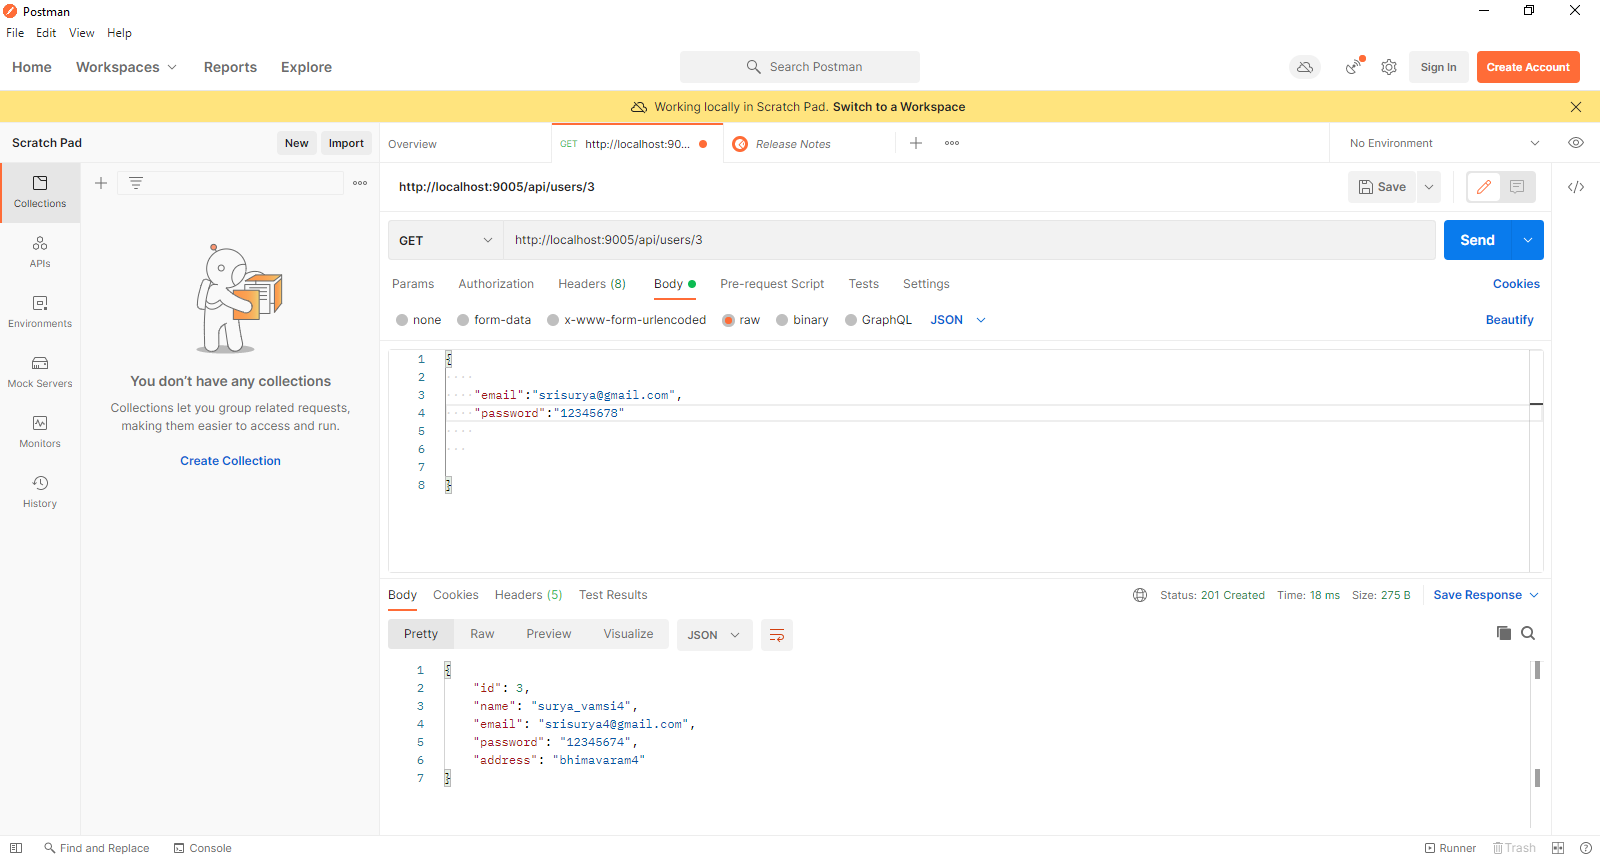 Postman
File Edit View Help
Home Workspaces Reports Explore Search Postman Sign In Create Account
Working locally in Scratch Pad. Switch to a Workspace
Scratch Pad New Import Overview GET http://localhost:90... Release Notes No Environment
Collections
APIs
Environments
Mock Servers
Monitors
History
You don't have any collections
Collections let you group related requests,
making them easier to access and run.
Create Collection
http://localhost:9005/api/users/3 Save
GET http://localhost:9005/api/users/3 Send
Params Authorization Headers (8) Body Pre-request Script Tests Settings Cookies
none form-data x-www-form-urlencoded raw binary GraphQL JSON Beautify
1 {
2
3 "email":"srisurya@gmail.com",
4 "password":"12345678"
5
6
7
8 }
Body Cookies Headers (5) Test Results Status: 201 Created Time: 18 ms Size: 275 B Save Response
Pretty Raw Preview Visualize JSON
1 {
2 "id": 3,
3 "name": "surya_vamsi4",
4 "email": "srisurya4@gmail.com",
5 "password": "12345674",
6 "address": "bhimavaram4"
7 }
Find and Replace Console Runner Trash